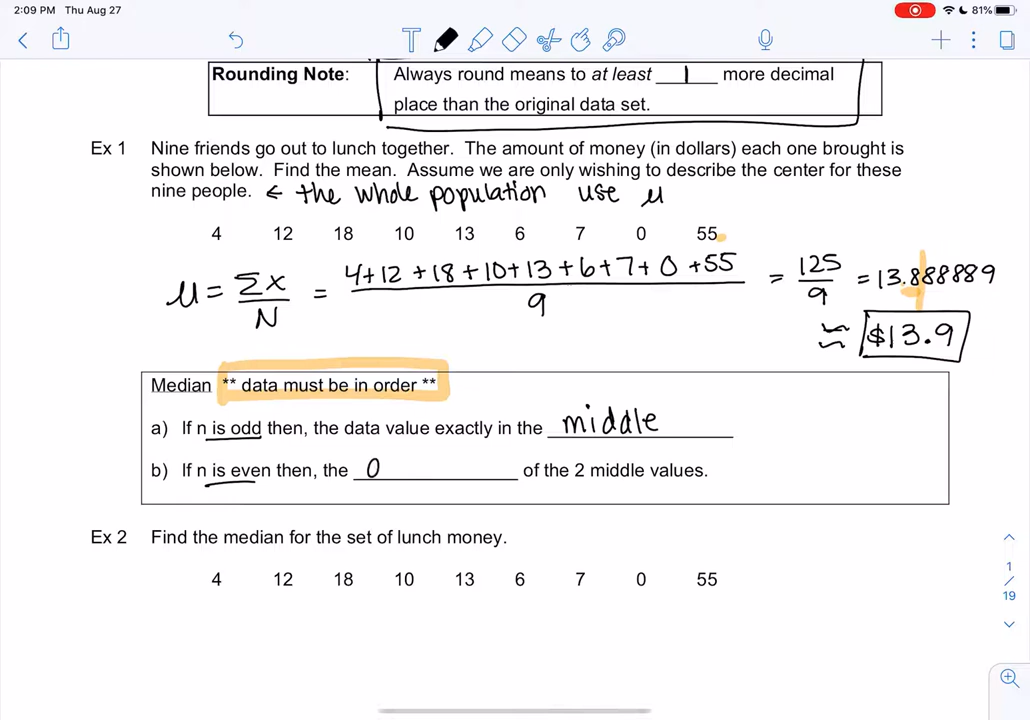 2:09 PM Thu Aug 27
81%
T
Rounding Note: Always round means to at least 1 more decimal
place than the original data set.
Ex 1 Nine friends go out to lunch together. The amount of money (in dollars) each one brought is
shown below. Find the mean. Assume we are only wishing to describe the center for these
nine people. ← the whole population use μ
4 12 18 10 13 6 7 0 55
μ = Σx/N = 4+12+18+10+13+6+7+0+55/9 = 125/9 = 13.888889
≈ $13.9
Median ** data must be in order **
a) If n is odd then, the data value exactly in the middle
b) If n is even then, the 0 of the 2 middle values.
Ex 2 Find the median for the set of lunch money.
4 12 18 10 13 6 7 0 55
1
/
19